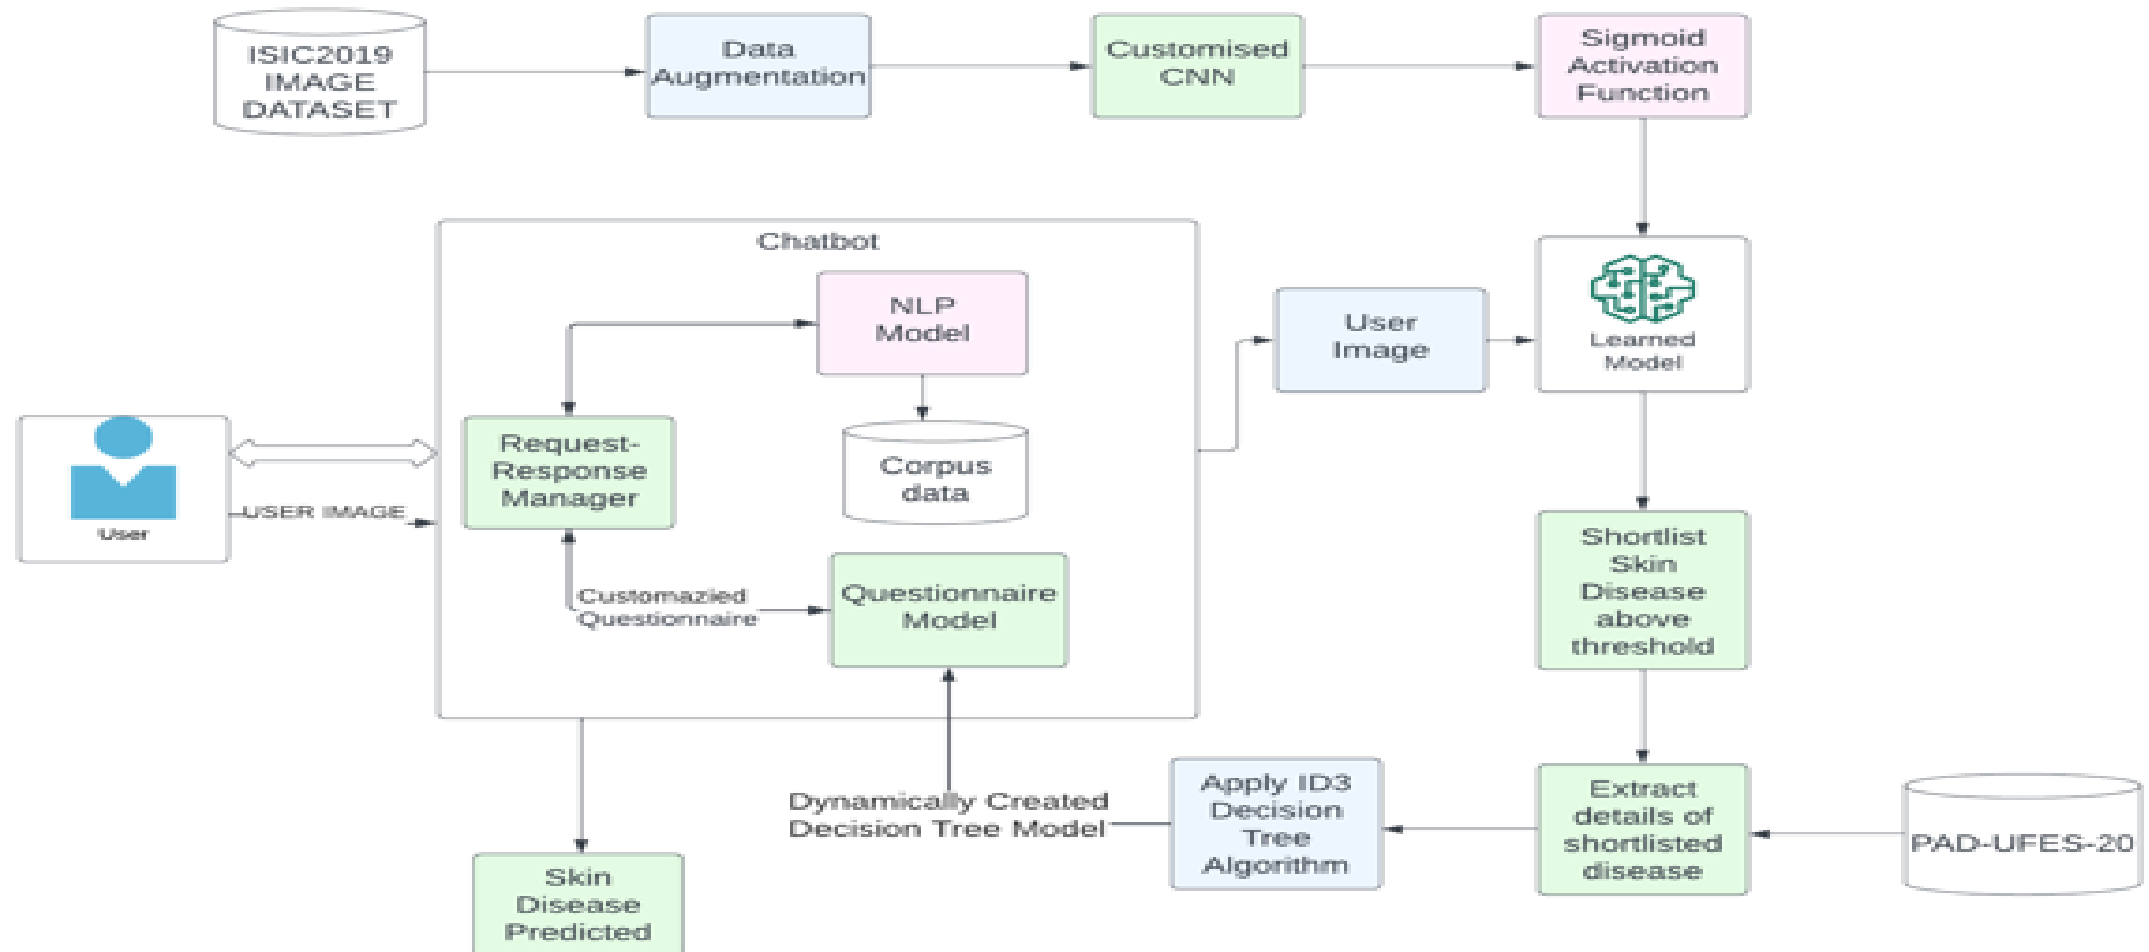 ISIC2019
IMAGE
DATASET
Data
Augmentation
Customised
CNN
Sigmoid
Activation
Function
Chatbot
NLP
Model
User
Image
Learned
Model
Request-
Response
Manager
Corpus
data
USER IMAGE
User
Customazied
Questionnaire
Questionnaire
Model
Shortlist
Skin
Disease
above
threshold
Dynamically Created
Decision Tree Model
Apply ID3
Decision
Tree
Algorithm
Extract
details of
shortlisted
disease
PAD-UFES-20
Skin
Disease
Predicted